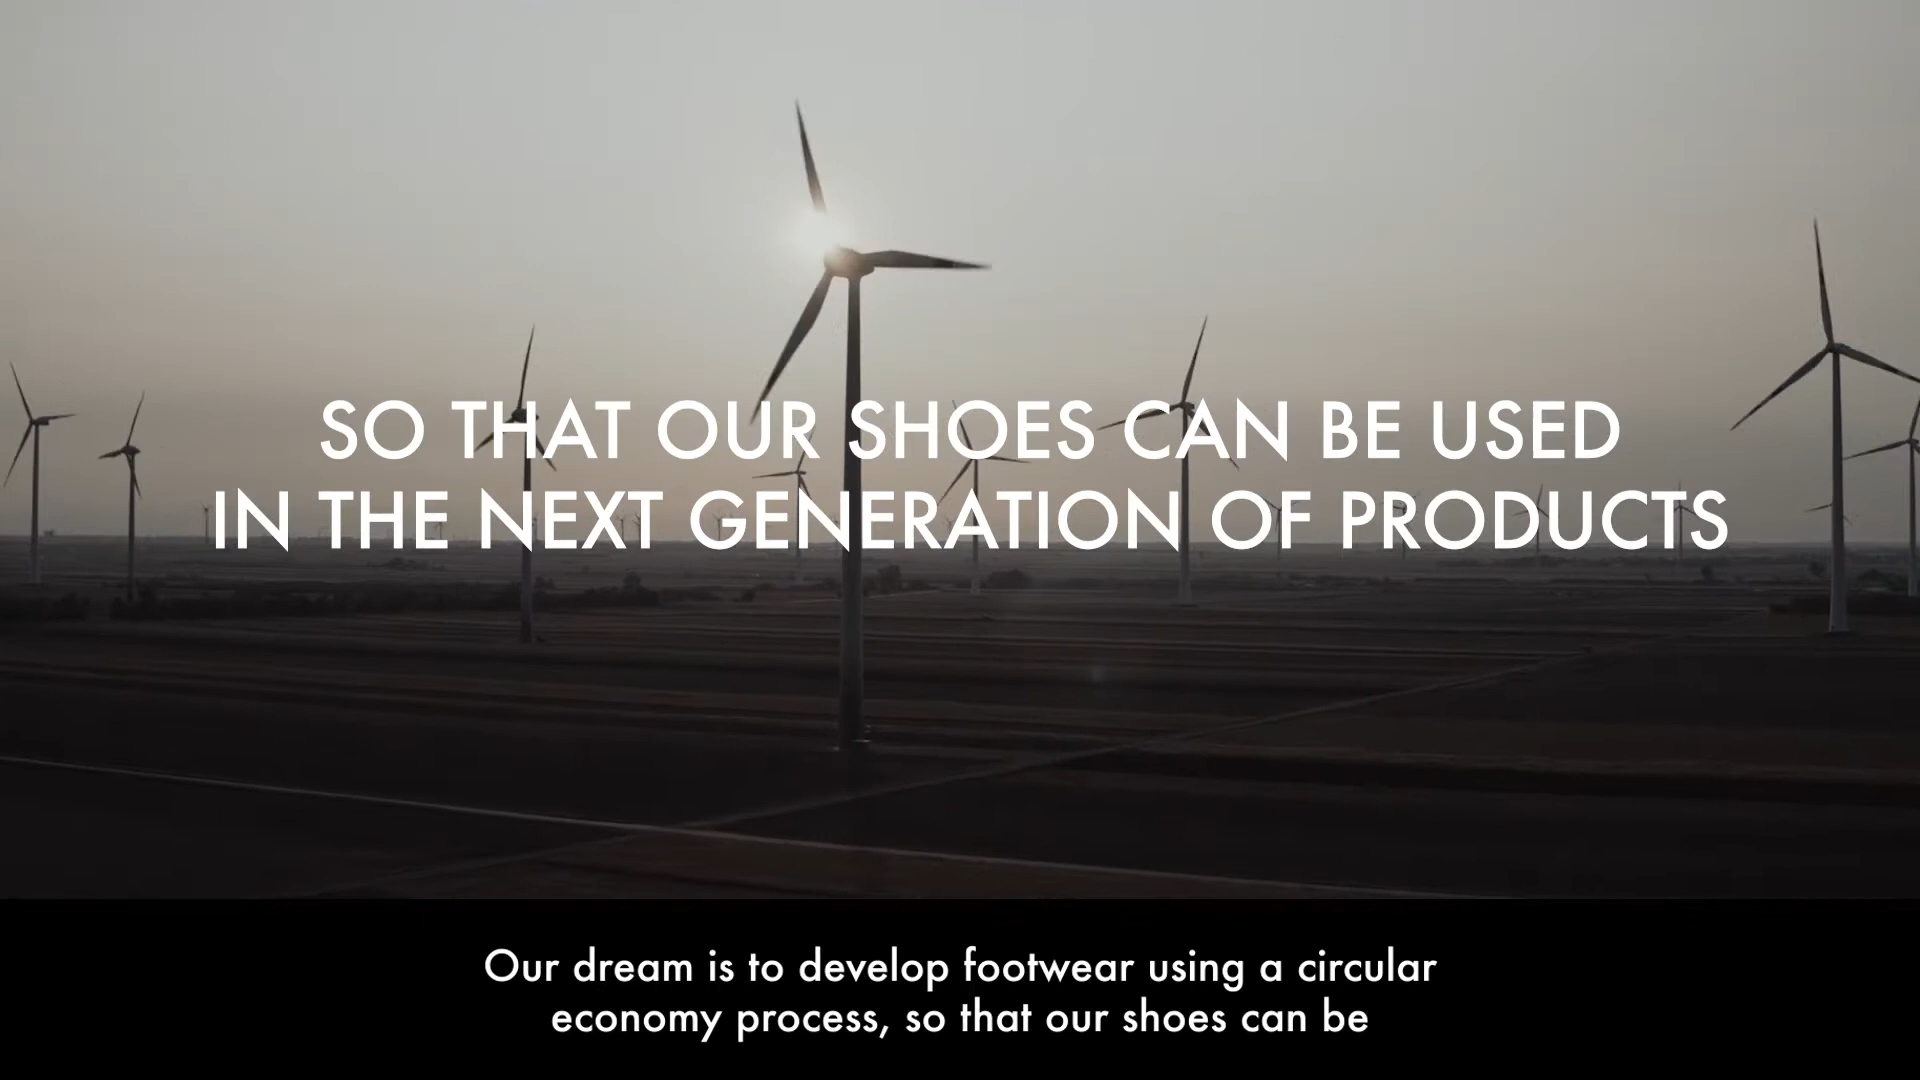 SO THAT OUR SHOES CAN BE USED
IN THE NEXT GENERATION OF PRODUCTS
Our dream is to develop footwear using a circular
economy process, so that our shoes can be